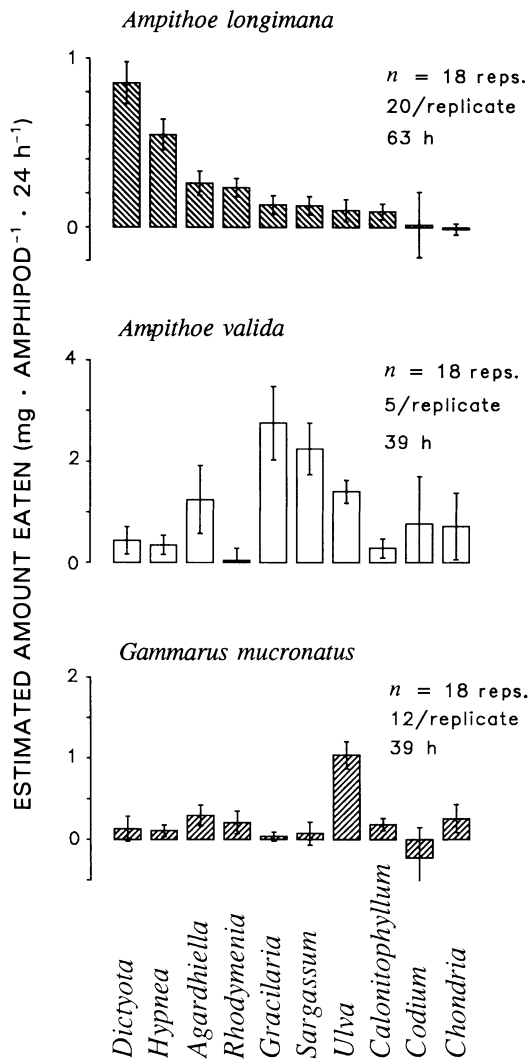 ESTIMATED AMOUNT EATEN (mg · AMPHIPOD⁻¹ · 24 h⁻¹)
Ampithoe longimana
1
0
n = 18 reps.
20/replicate
63 h
Ampithoe valida
4
2
0
n = 18 reps.
5/replicate
39 h
Gammarus mucronatus
2
1
0
n = 18 reps.
12/replicate
39 h
Dictyota
Hypnea
Agardhiella
Rhodymenia
Gracilaria
Sargassum
Ulva
Calonitophyllum
Codium
Chondria